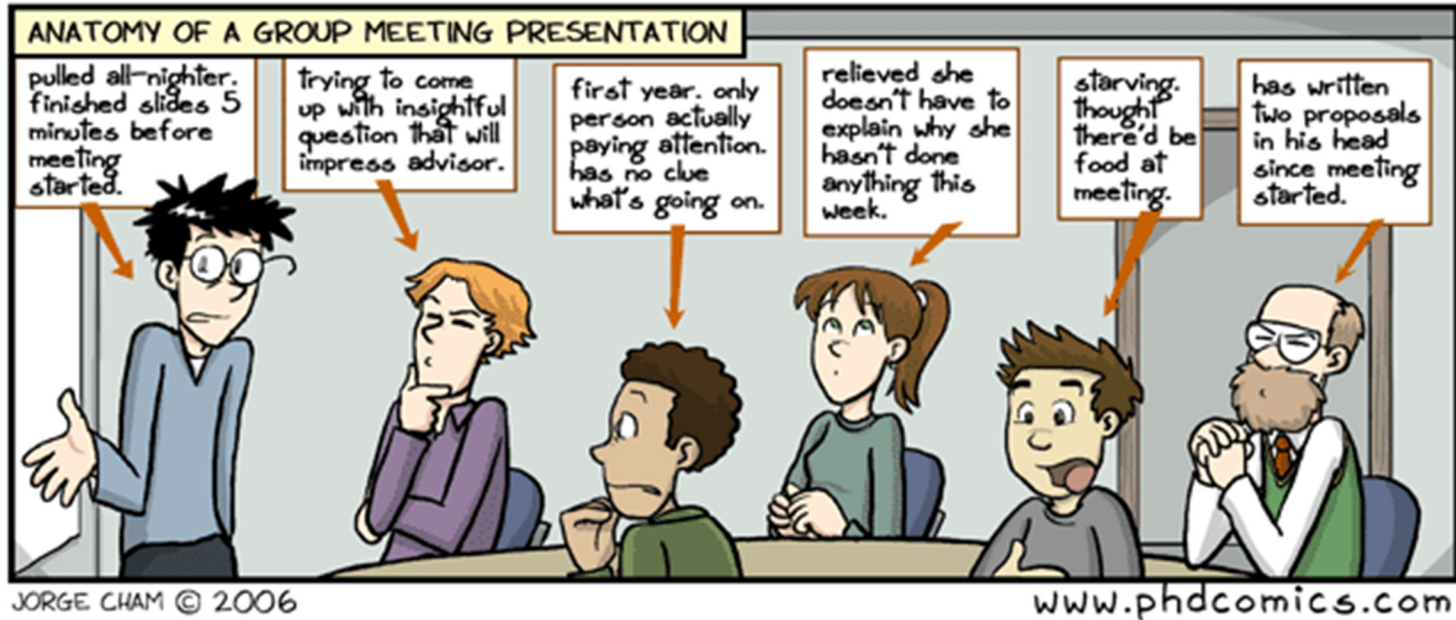 ANATOMY OF A GROUP MEETING PRESENTATION
pulled all-nighter.
finished slides 5
minutes before
meeting
started.
trying to come
up with insightful
question that will
impress advisor.
first year. only
person actually
paying attention.
has no clue
what's going on.
relieved she
doesn't have to
explain why she
hasn't done
anything this
week.
starving.
thought
there'd be
food at
meeting.
has written
two proposals
in his head
since meeting
started.
JORGE CHAM © 2006
www.phdcomics.com